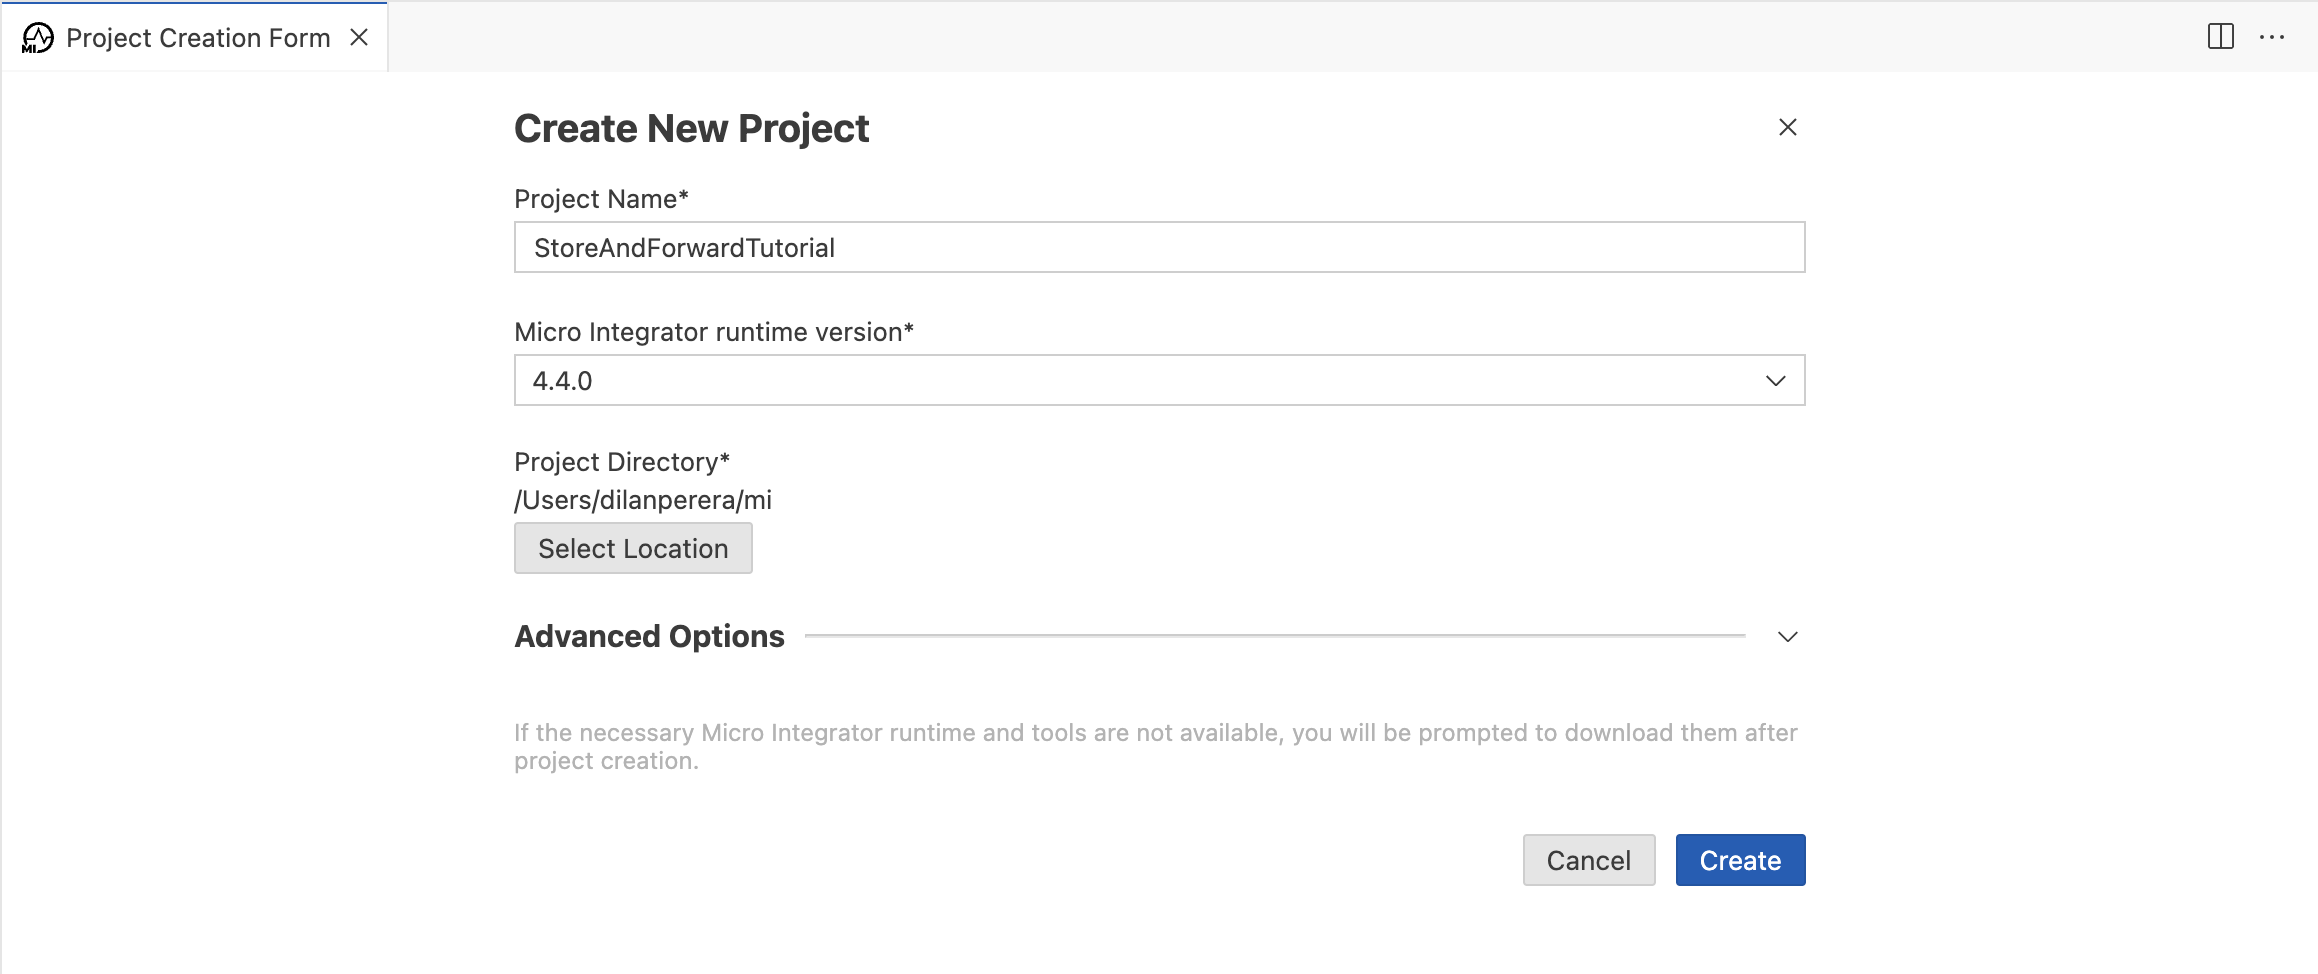 MI Project Creation Form
Create New Project
Project Name*
StoreAndForwardTutorial
Micro Integrator runtime version*
4.4.0
Project Directory*
/Users/dilanperera/mi
Select Location
Advanced Options
If the necessary Micro Integrator runtime and tools are not available, you will be prompted to download them after
project creation.
Cancel Create